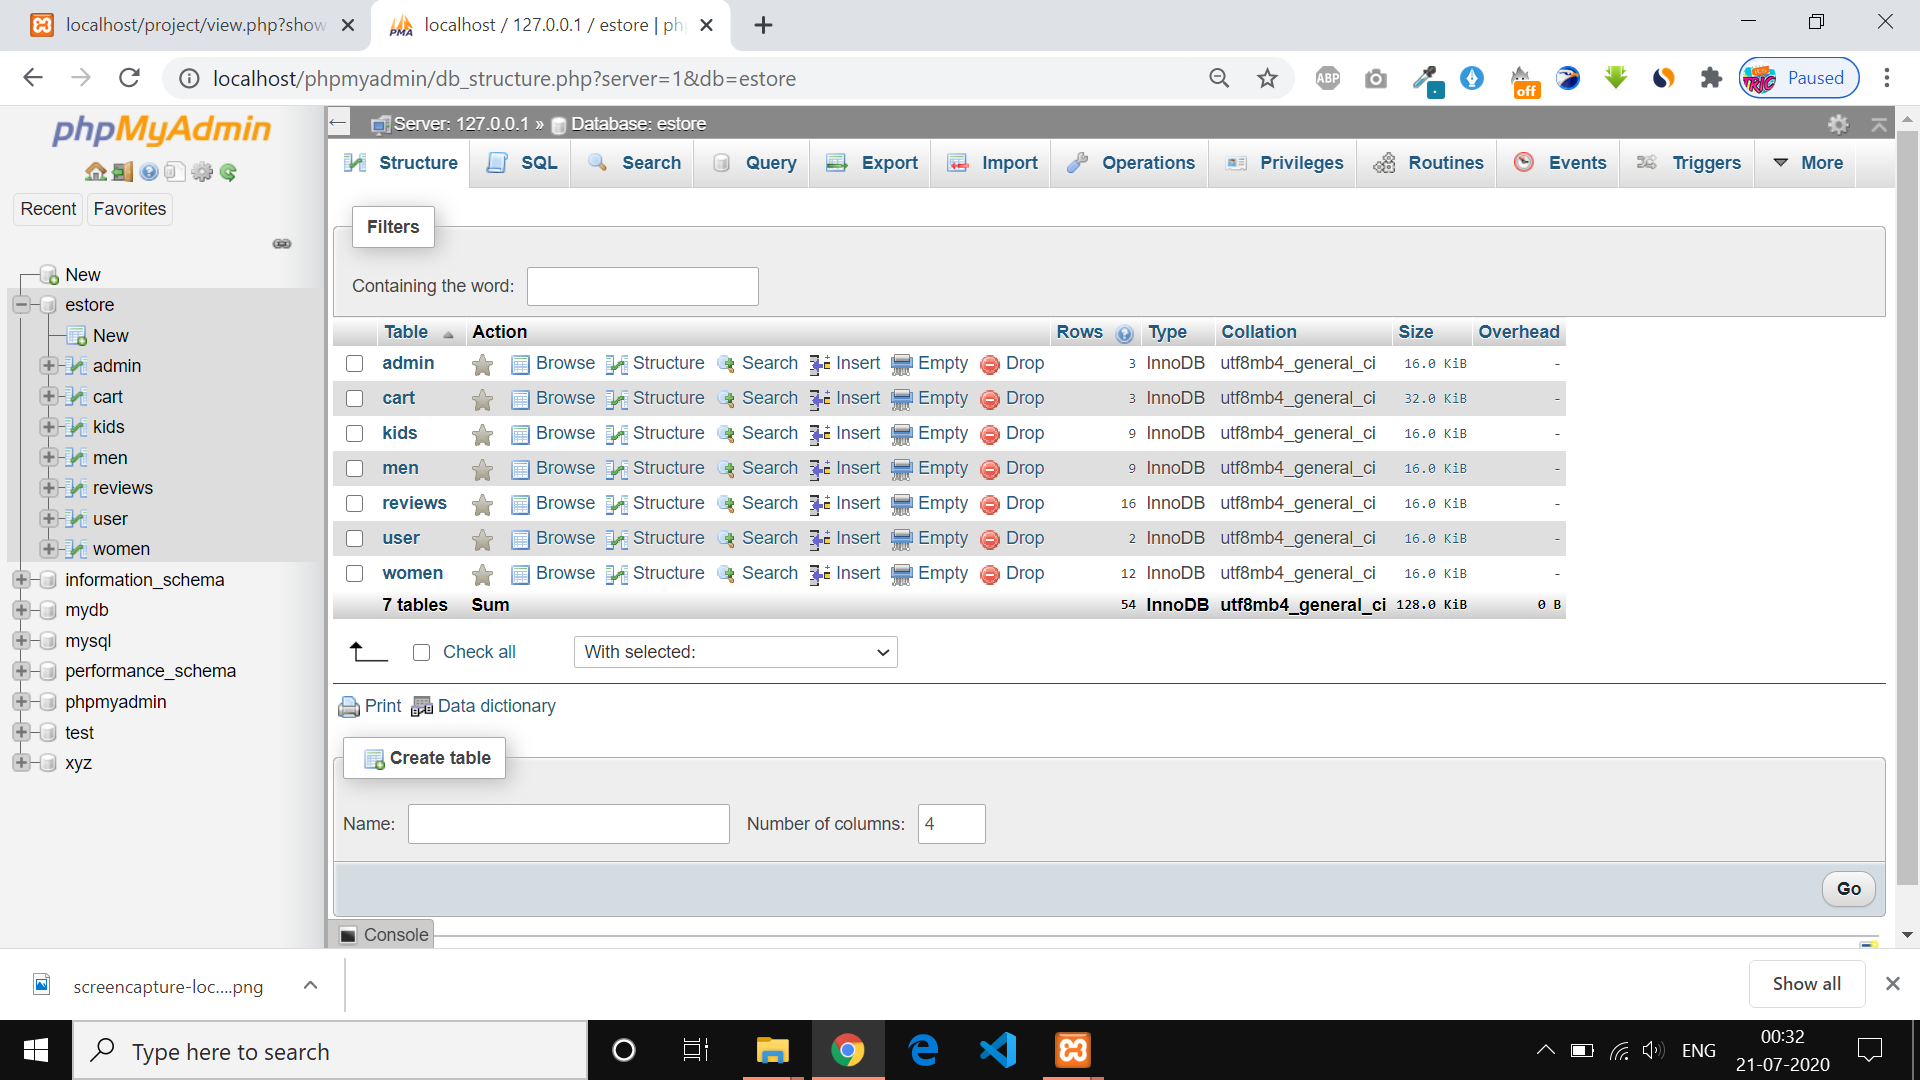 localhost/project/view.php?show
localhost / 127.0.0.1 / estore | ph
localhost/phpmyadmin/db_structure.php?server=1&db=estore
ABP
off
Paused
phpMyAdmin
Recent Favorites
New
estore
New
admin
cart
kids
men
reviews
user
women
information_schema
mydb
mysql
performance_schema
phpmyadmin
test
xyz
Server: 127.0.0.1 » Database: estore
Structure SQL Search Query Export Import Operations Privileges Routines Events Triggers More
Filters
Containing the word:
Table Action Rows Type Collation Size Overhead
admin Browse Structure Search Insert Empty Drop 3 InnoDB utf8mb4_general_ci 16.0 KiB -
cart Browse Structure Search Insert Empty Drop 3 InnoDB utf8mb4_general_ci 32.0 KiB -
kids Browse Structure Search Insert Empty Drop 9 InnoDB utf8mb4_general_ci 16.0 KiB -
men Browse Structure Search Insert Empty Drop 9 InnoDB utf8mb4_general_ci 16.0 KiB -
reviews Browse Structure Search Insert Empty Drop 16 InnoDB utf8mb4_general_ci 16.0 KiB -
user Browse Structure Search Insert Empty Drop 2 InnoDB utf8mb4_general_ci 16.0 KiB -
women Browse Structure Search Insert Empty Drop 12 InnoDB utf8mb4_general_ci 16.0 KiB -
7 tables Sum 54 InnoDB utf8mb4_general_ci 128.0 KiB 0 B
Check all With selected:
Print Data dictionary
Create table
Name: Number of columns: 4
Go
Console
screencapture-loc....png
Show all
Type here to search
ENG
00:32
21-07-2020